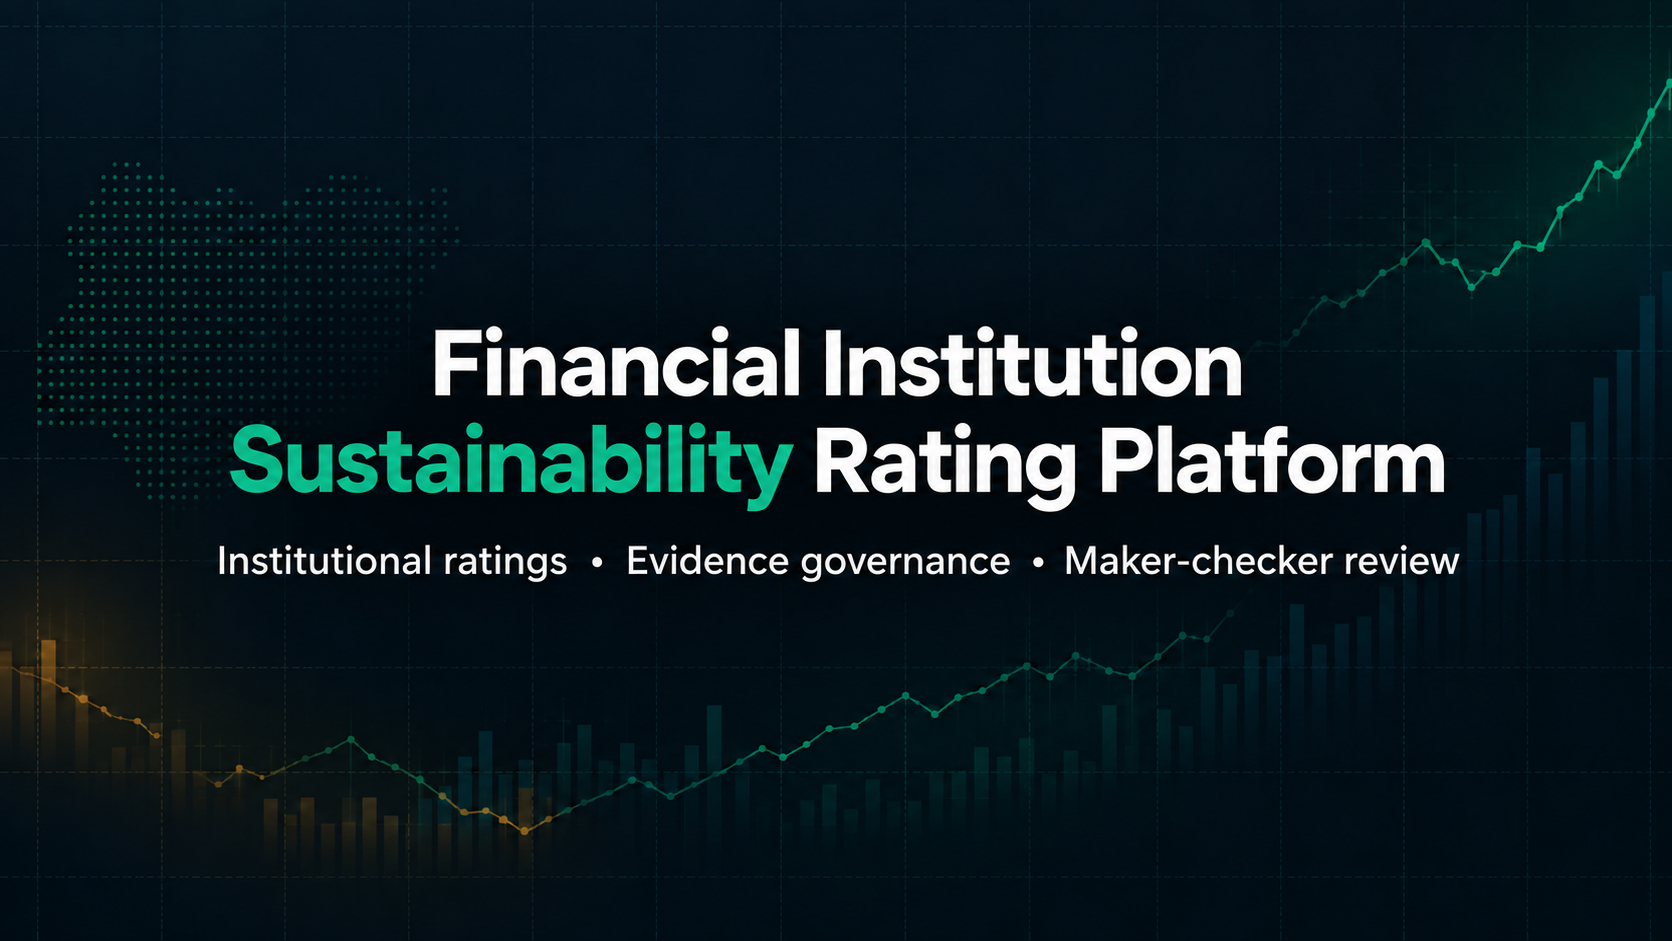 Financial Institution
Sustainability Rating Platform
Institutional ratings • Evidence governance • Maker-checker review